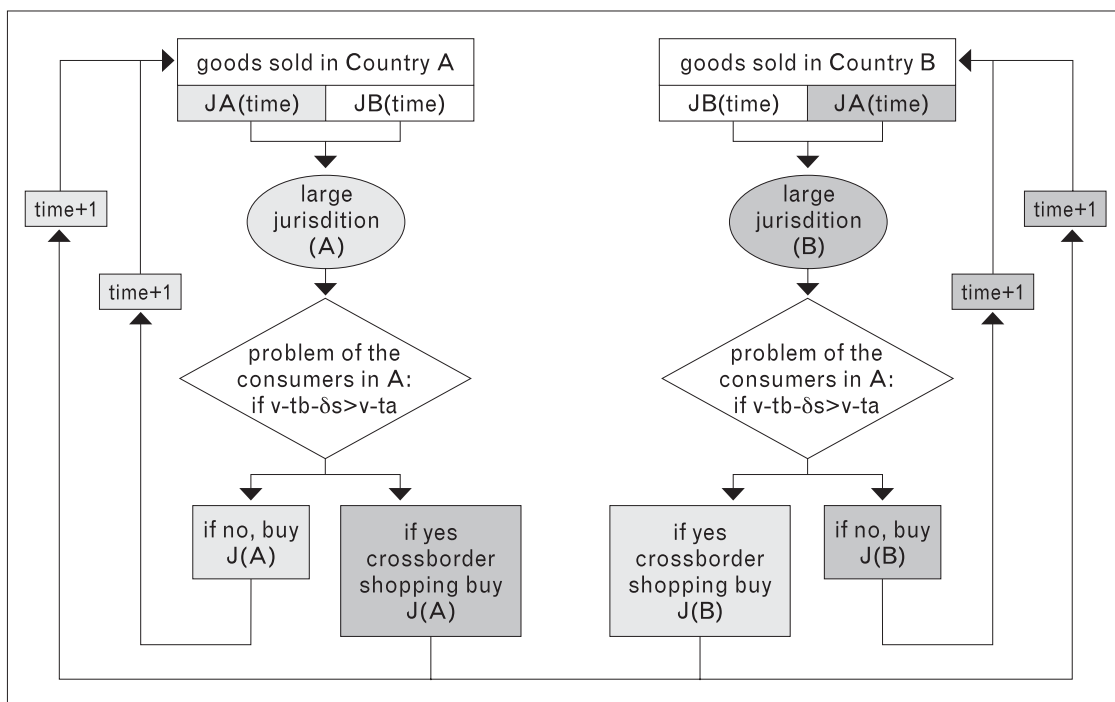 goods sold in Country A
JA(time)
JB(time)
large
jurisdition
(A)
time+1
time+1
problem of the
consumers in A:
if v-tb-δs>v-ta
if no, buy
J(A)
if yes
crossborder
shopping buy
J(A)
goods sold in Country B
JB(time)
JA(time)
large
jurisdition
(B)
time+1
time+1
problem of the
consumers in A:
if v-tb-δs>v-ta
if yes
crossborder
shopping buy
J(B)
if no, buy
J(B)